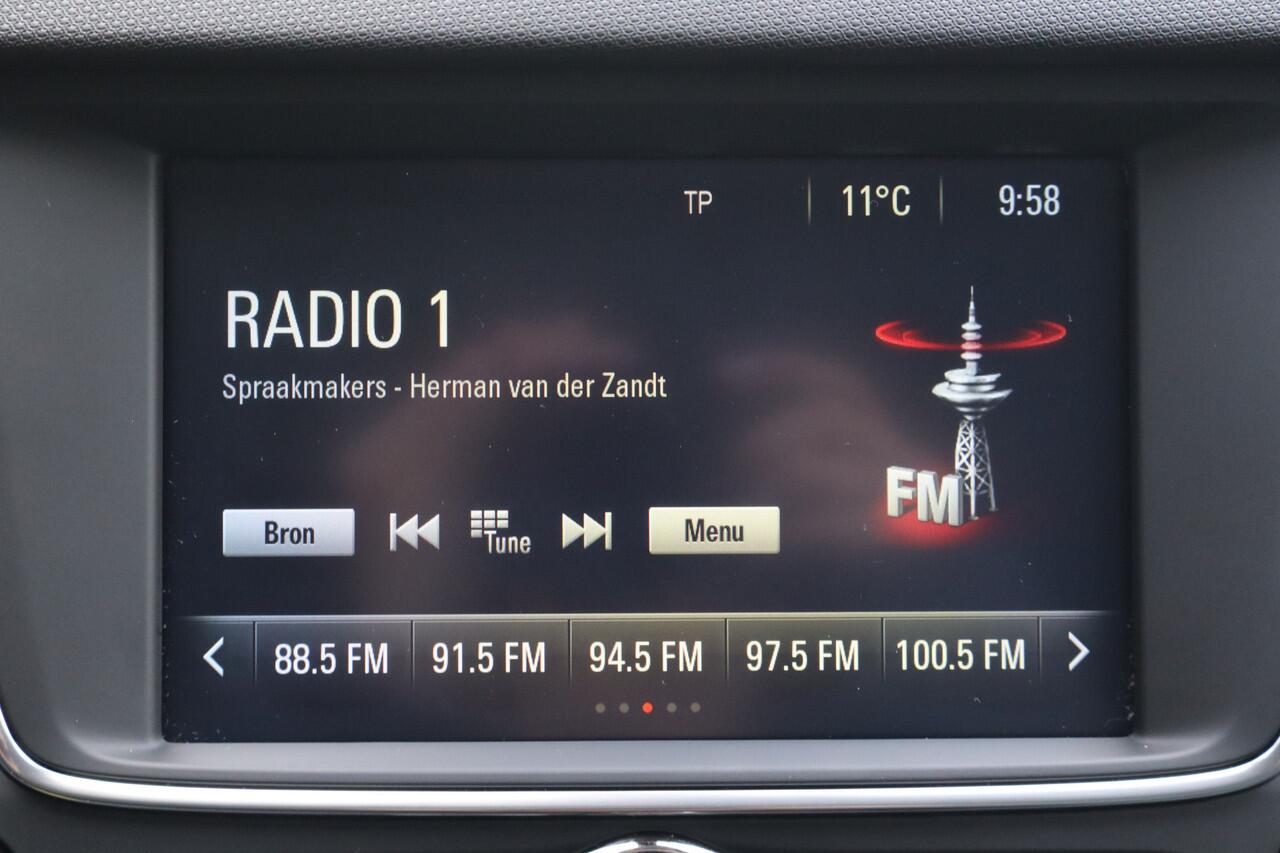 TP 11°C 9:58
RADIO 1
Spraakmakers - Herman van der Zandt
FM
Bron Tune Menu
88.5 FM 91.5 FM 94.5 FM 97.5 FM 100.5 FM